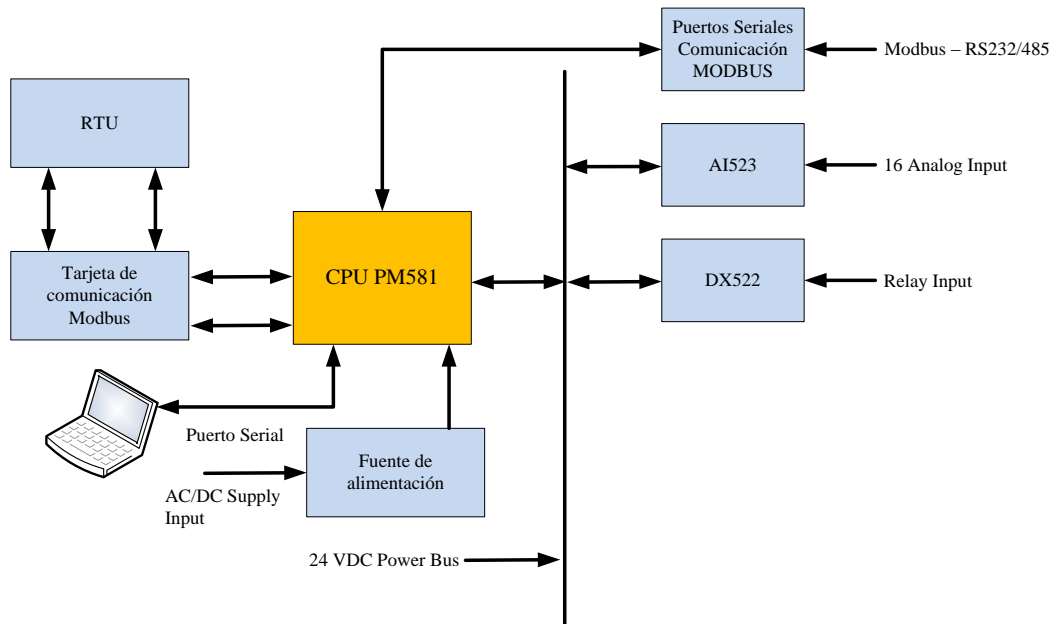 Puertos Seriales
Comunicación
MODBUS
Modbus – RS232/485
RTU
AI523
16 Analog Input
Tarjeta de
comunicación
Modbus
CPU PM581
DX522
Relay Input
Puerto Serial
Fuente de
alimentación
AC/DC Supply
Input
24 VDC Power Bus